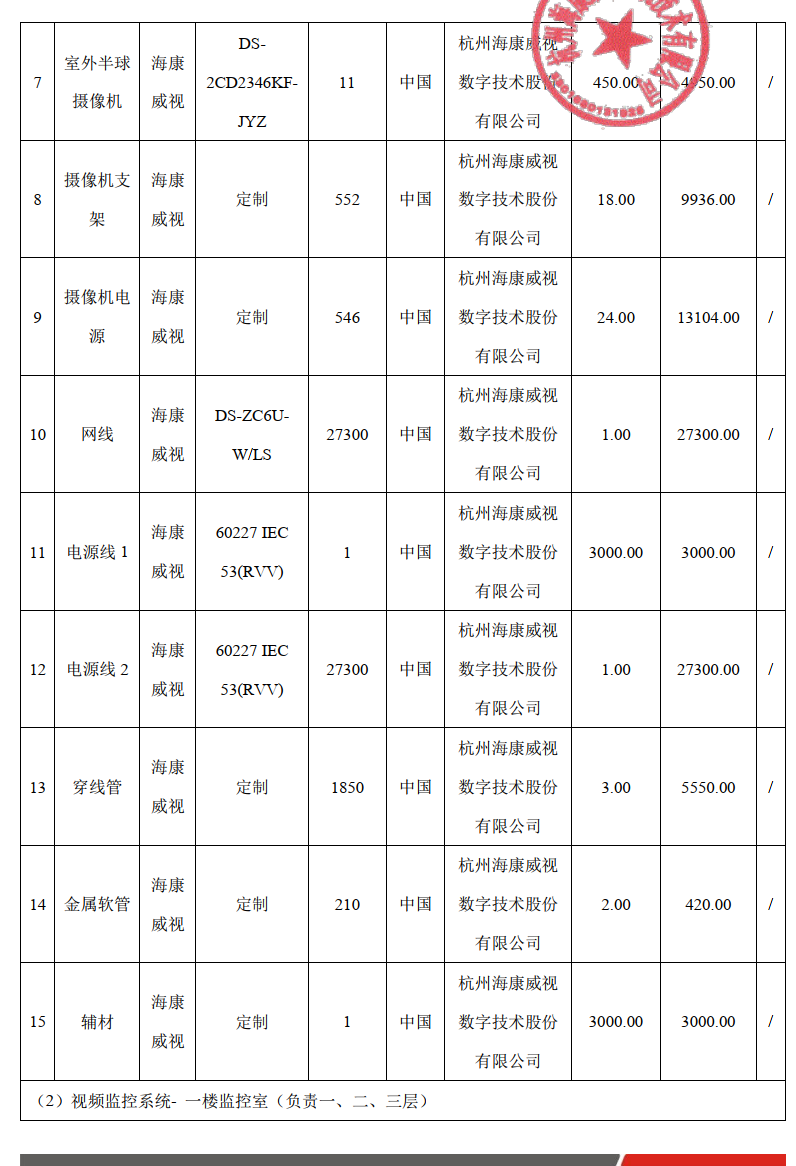 7 室外半球摄像机 海康威视 DS-2CD2346KF-JYZ 11 中国 杭州海康威视数字技术股份有限公司 450.00 4950.00 /
8 摄像机支架 海康威视 定制 552 中国 杭州海康威视数字技术股份有限公司 18.00 9936.00 /
9 摄像机电源 海康威视 定制 546 中国 杭州海康威视数字技术股份有限公司 24.00 13104.00 /
10 网线 海康威视 DS-ZC6U-W/LS 27300 中国 杭州海康威视数字技术股份有限公司 1.00 27300.00 /
11 电源线 1 海康威视 60227 IEC 53(RVV) 1 中国 杭州海康威视数字技术股份有限公司 3000.00 3000.00 /
12 电源线 2 海康威视 60227 IEC 53(RVV) 27300 中国 杭州海康威视数字技术股份有限公司 1.00 27300.00 /
13 穿线管 海康威视 定制 1850 中国 杭州海康威视数字技术股份有限公司 3.00 5550.00 /
14 金属软管 海康威视 定制 210 中国 杭州海康威视数字技术股份有限公司 2.00 420.00 /
15 辅材 海康威视 定制 1 中国 杭州海康威视数字技术股份有限公司 3000.00 3000.00 /
（2）视频监控系统- 一楼监控室（负责一、二、三层）